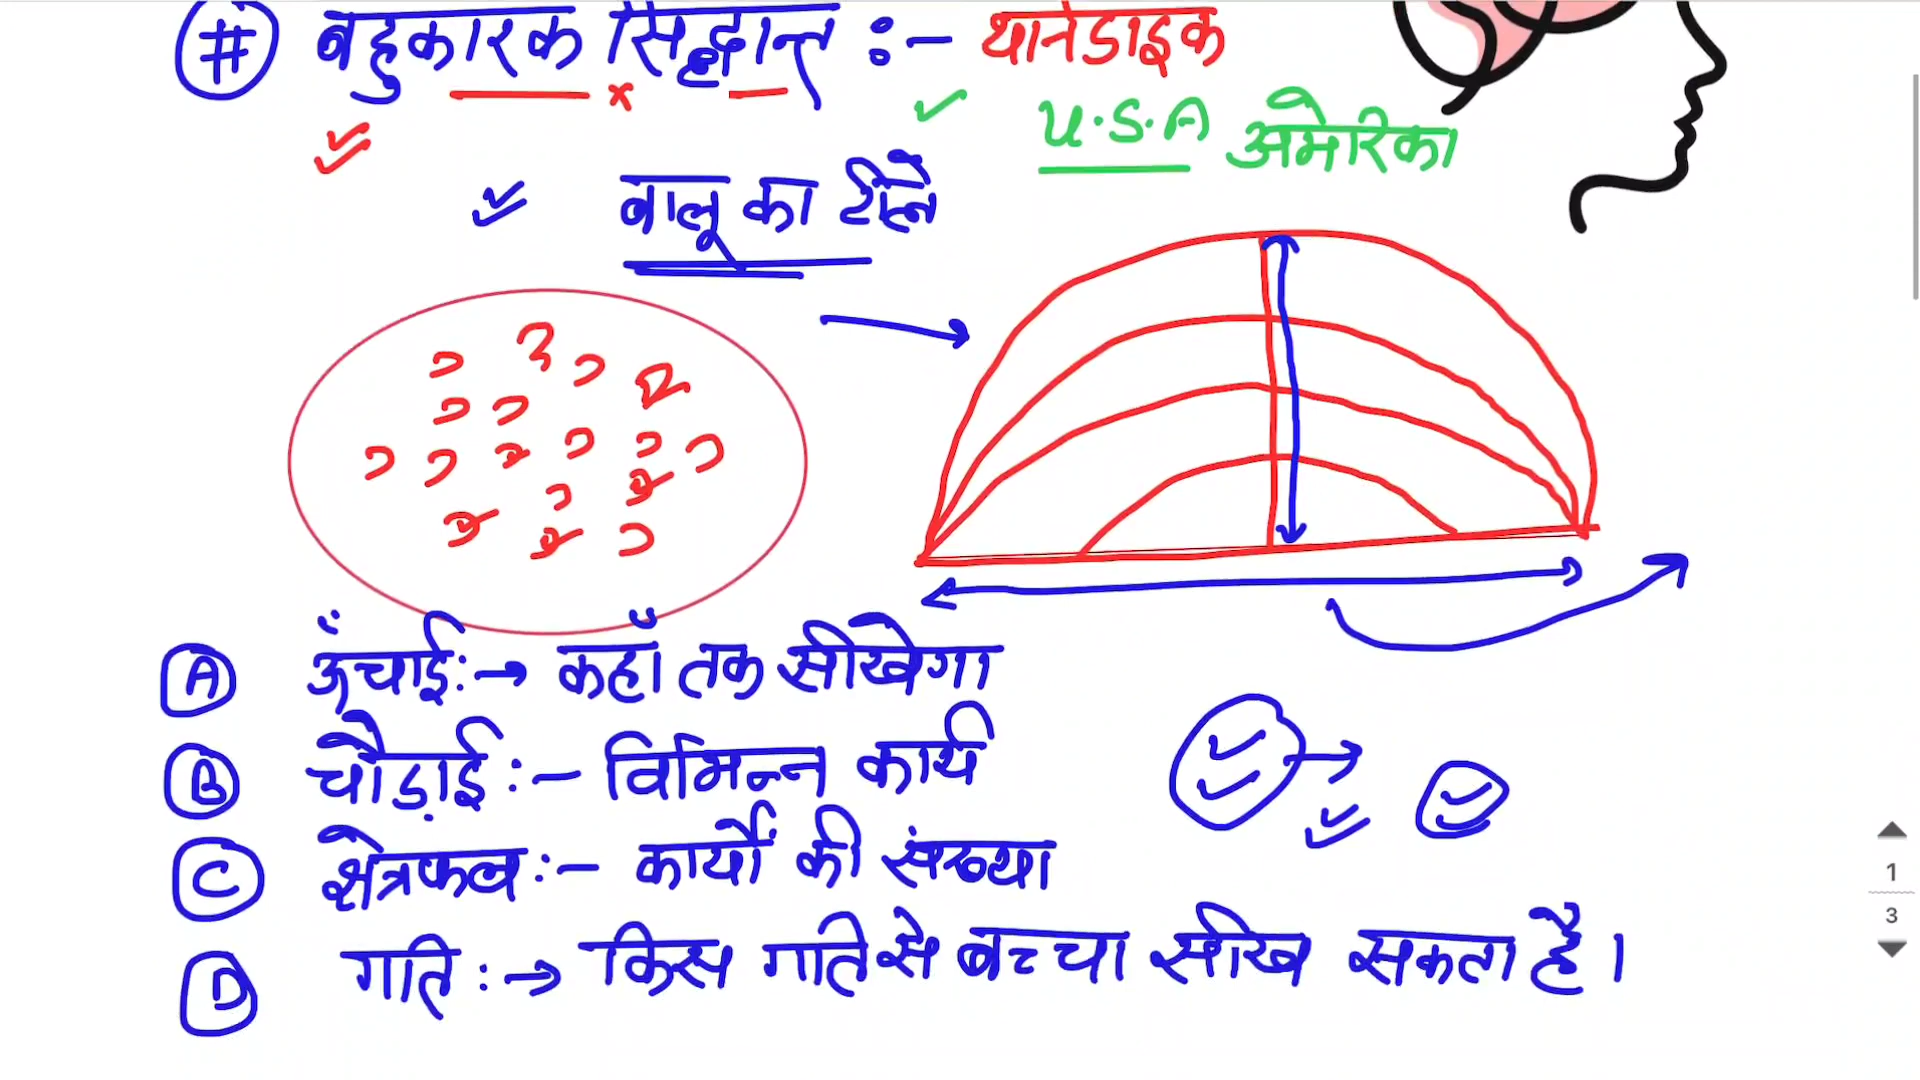 # बहुकारक सिद्धान्त :- थार्नडाइक
U.S.A अमेरिका
बालू का टीले
A ऊँचाई:→ कहाँ तक सीखेगा
B चौड़ाई:- विभिन्न कार्य
C क्षेत्रफल:- कार्यों की संख्या
D गति:→ किस गति से बच्चा सीख सकता है।
1
3